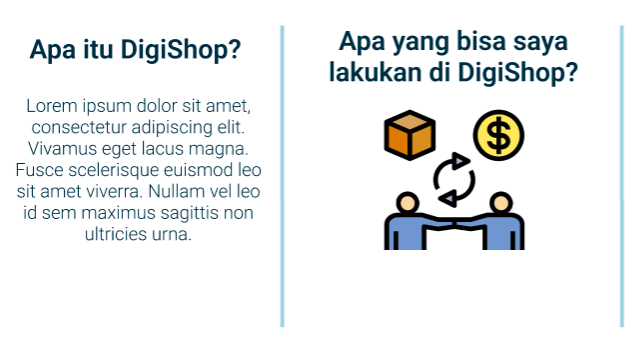 Apa itu DigiShop?
Lorem ipsum dolor sit amet,
consectetur adipiscing elit.
Vivamus eget lacus magna.
Fusce scelerisque euismod leo
sit amet viverra. Nullam vel leo
id sem maximus sagittis non
ultricies urna.
Apa yang bisa saya
lakukan di DigiShop?
$